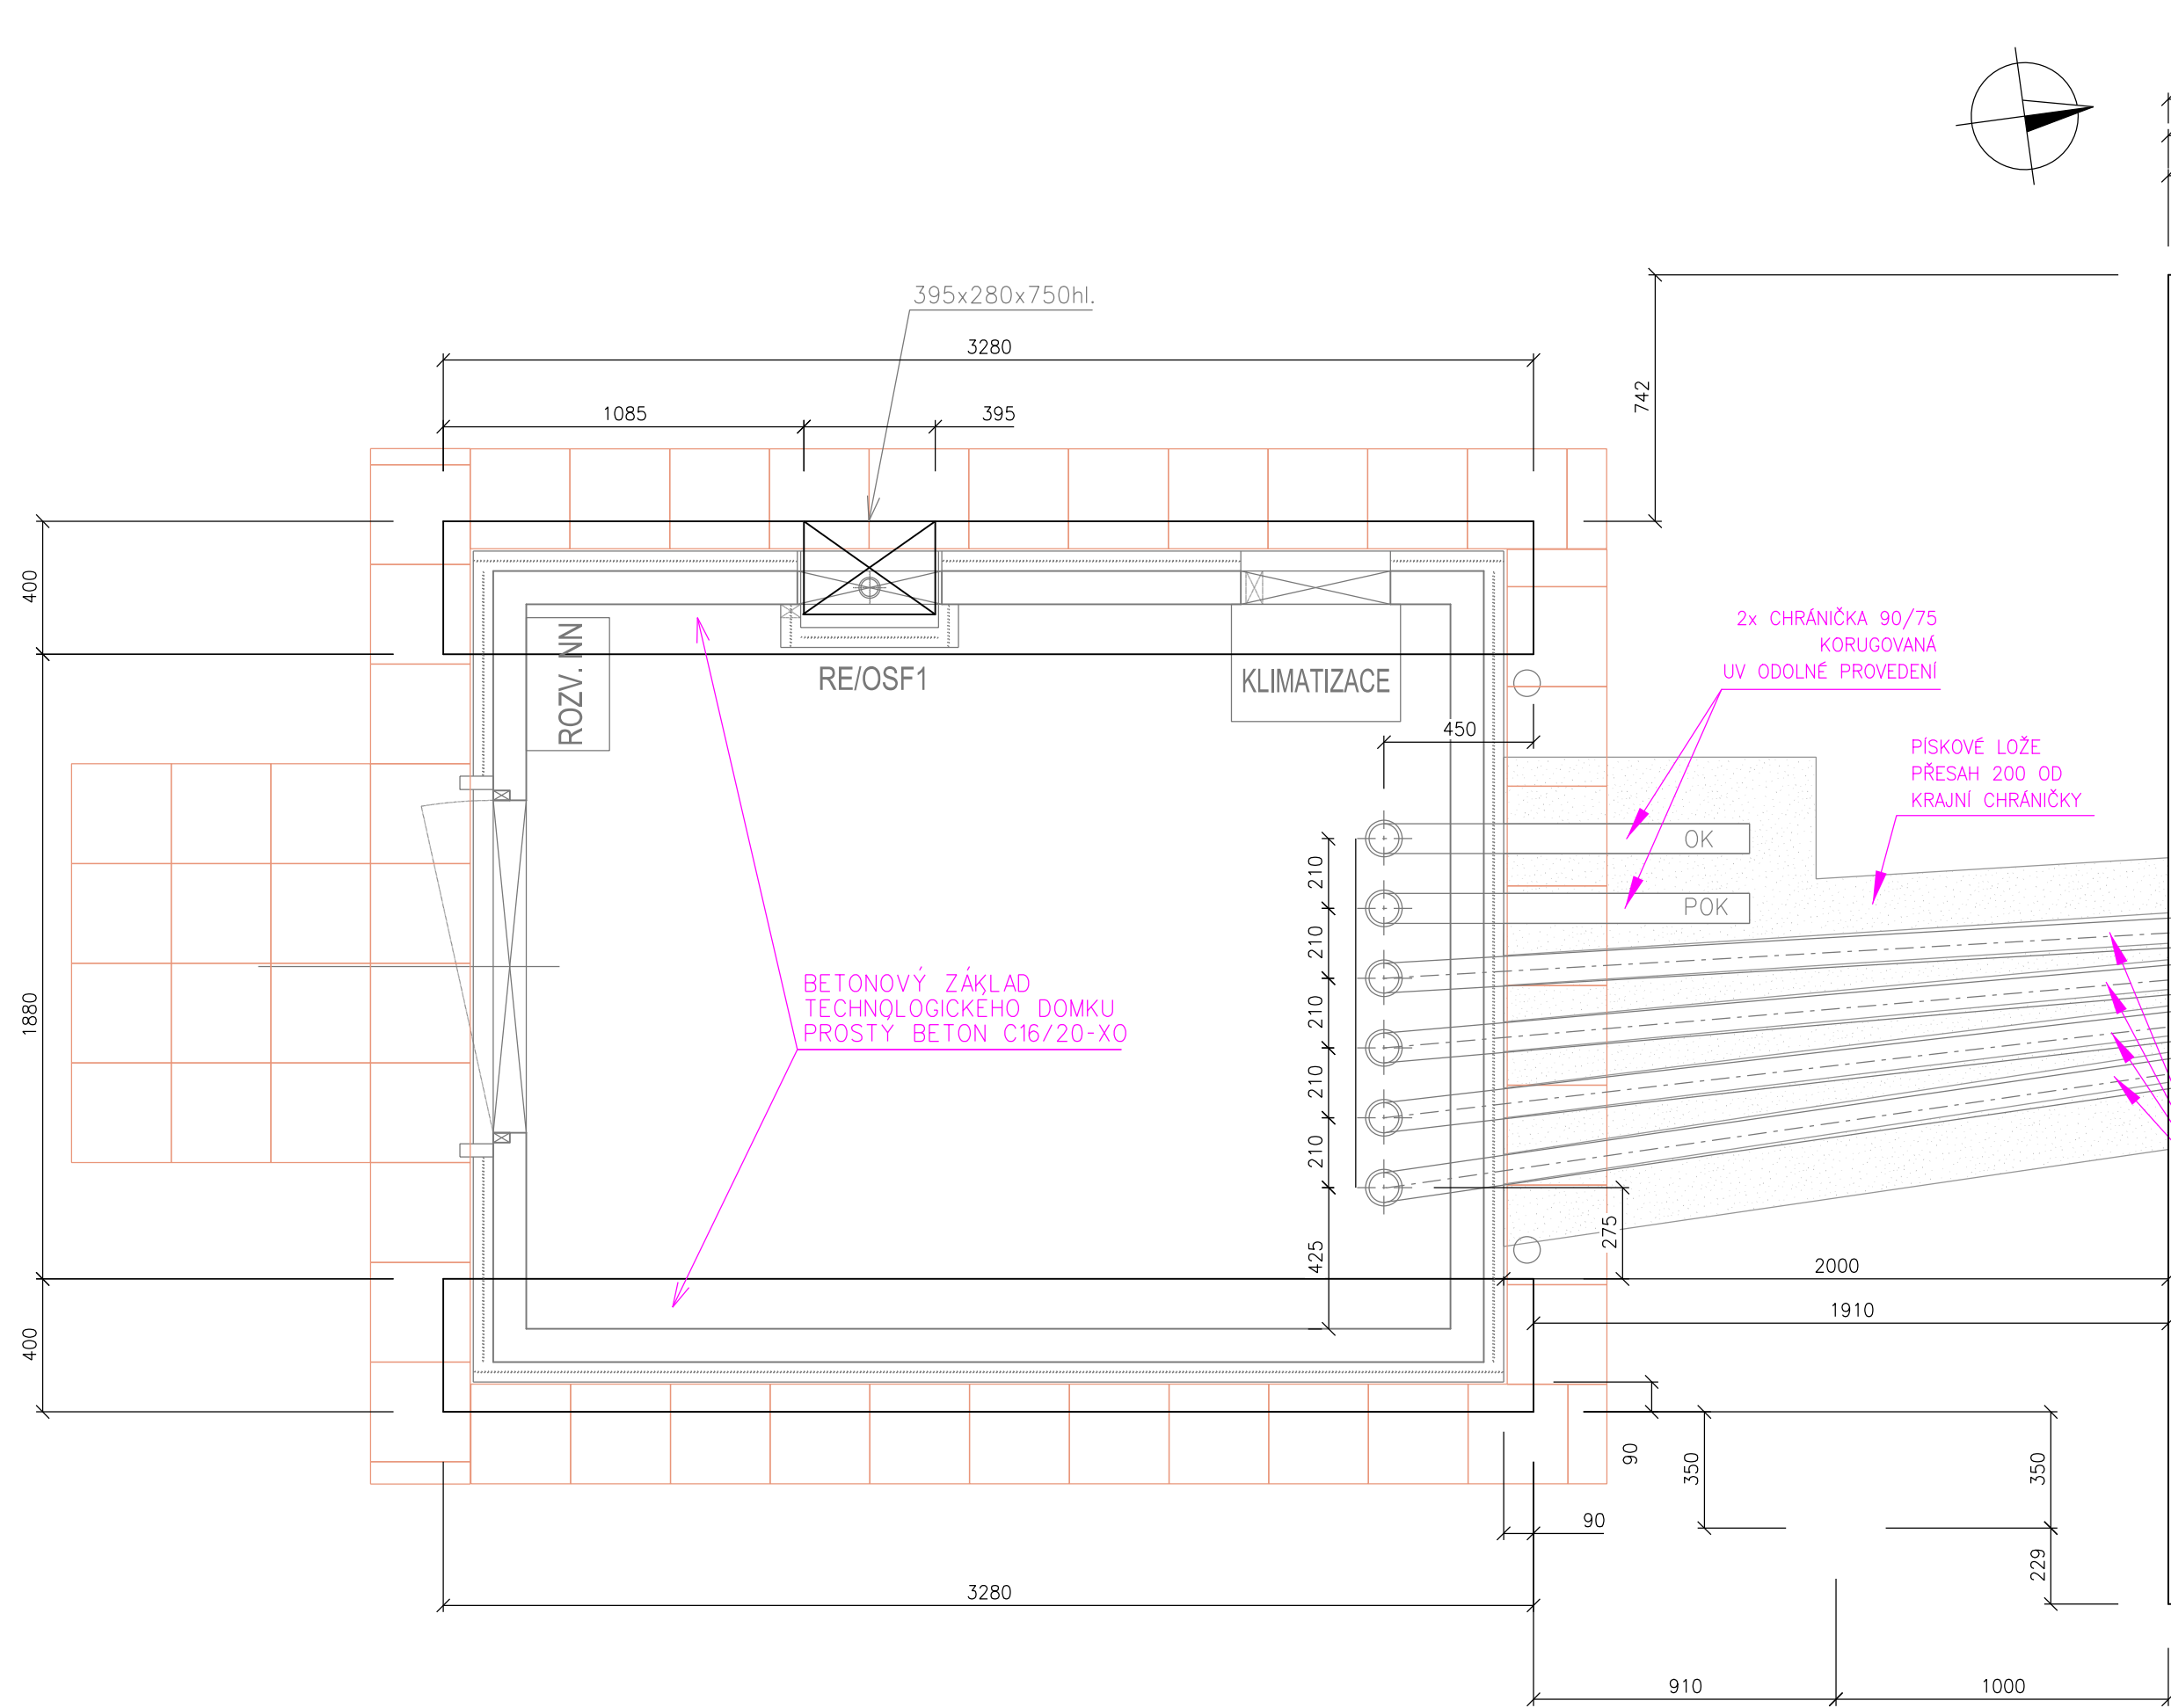 395x280x750hl.
3280
1085
395
742
400
2x CHRÁNIČKA 90/75
KORUGOVANÁ
UV ODOLNÉ PROVEDENÍ
ROZV. NN
RE/OSF1
KLIMATIZACE
450
PÍSKOVÉ LOŽE
PŘESAH 200 OD
KRAJNÍ CHRÁNIČKY
OK
210
POK
210
BETONOVÝ ZÁKLAD
TECHNOLOGICKÉHO DOMKU
PROSTÝ BETON C16/20-XO
1880
210
210
210
425
275
2000
1910
400
90
350
350
90
229
3280
910
1000